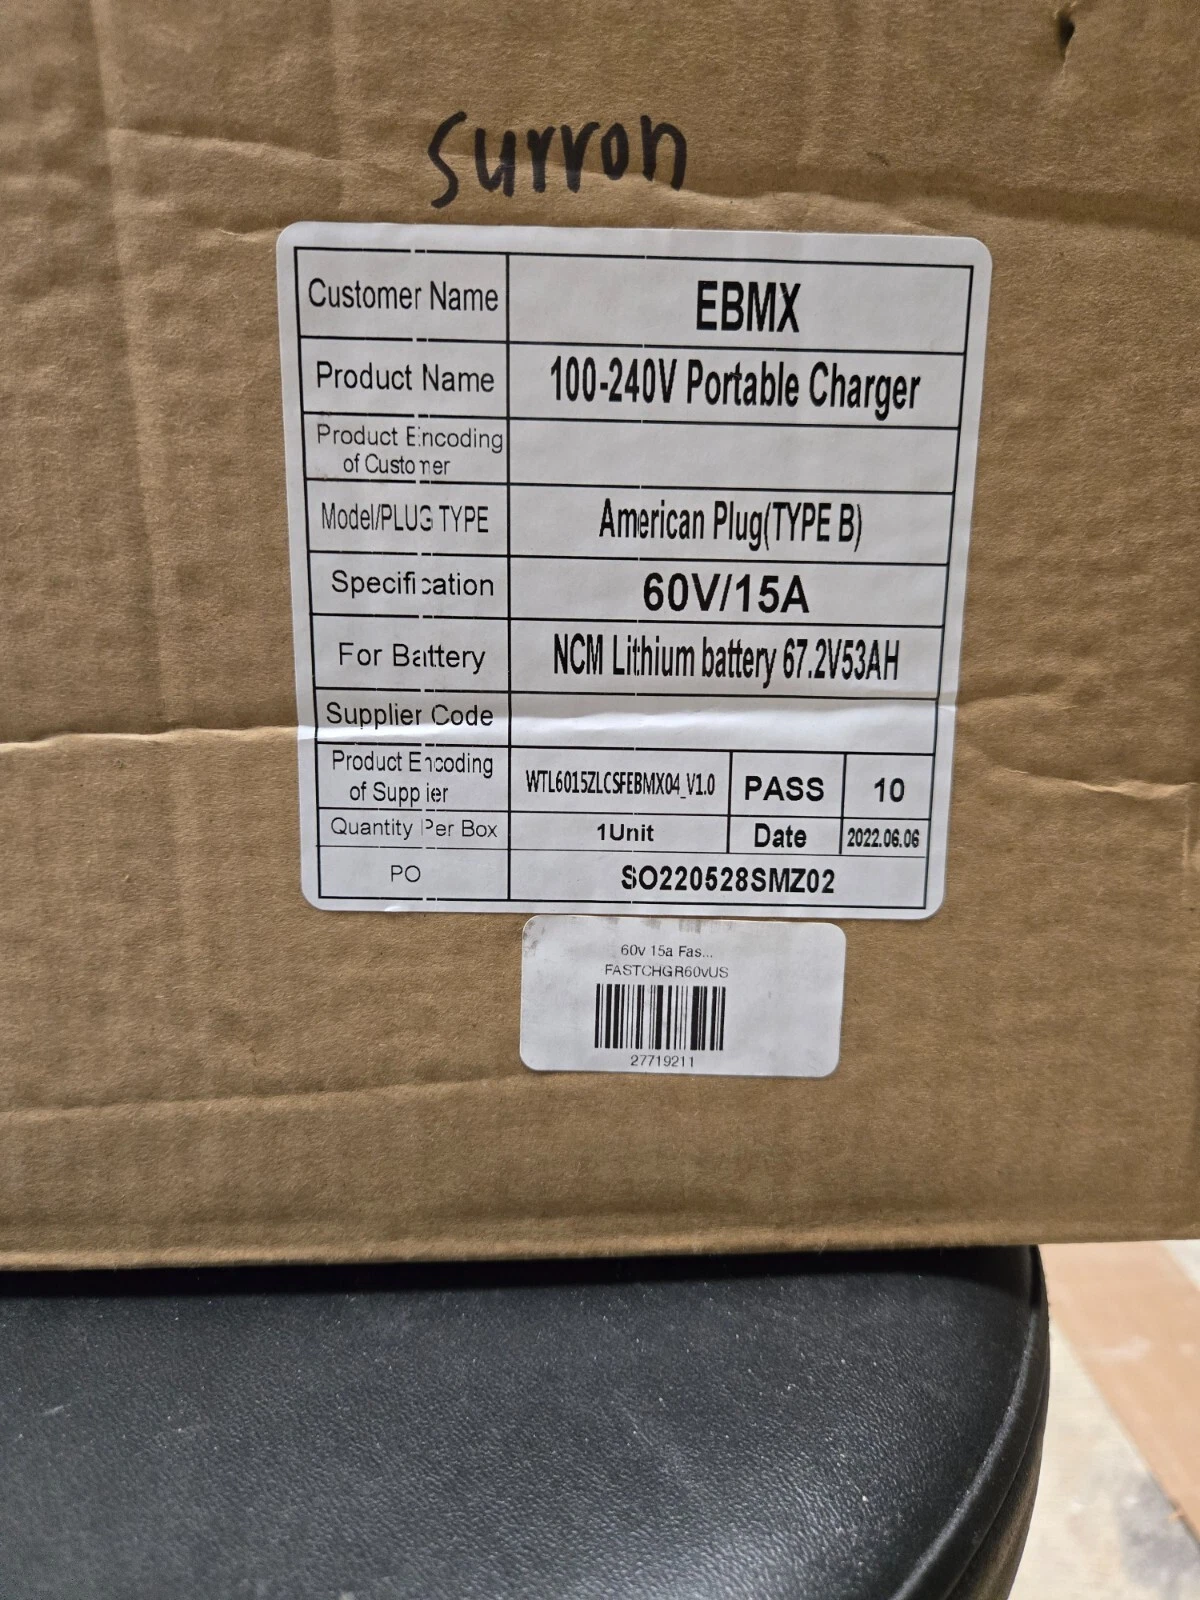 Surron
Customer Name EBMX
Product Name 100-240V Portable Charger
Product Encoding
of Customer
Model/PLUG TYPE American Plug(TYPE B)
Specification 60V/15A
For Battery NCM Lithium battery 67.2V53AH
Supplier Code
Product Encoding
of Supplier WTL6015ZLCSFEBMX04_V1.0 PASS 10
Quantity Per Box 1Unit Date 2022.06.06
PO SO220528SMZ02
60v 15a Fas...
FASTCHGR60vUS
27719211